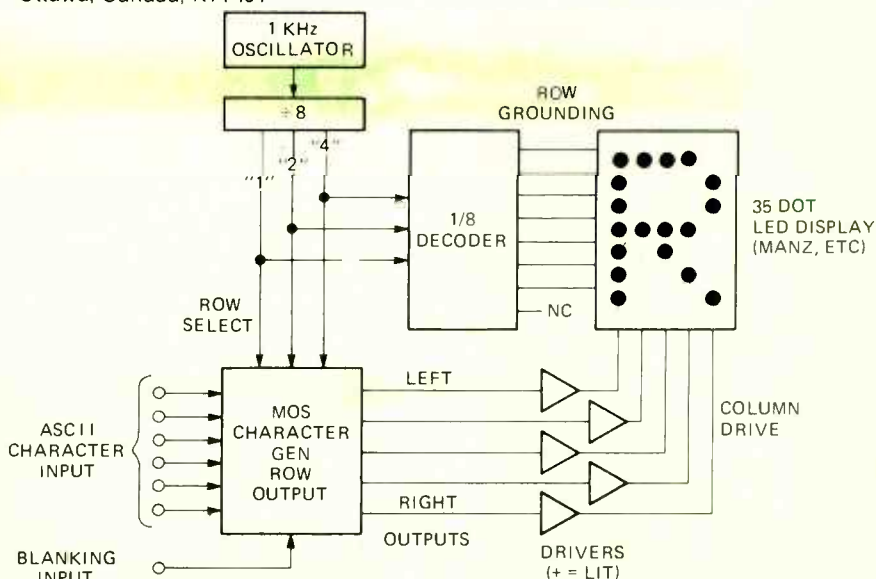 1 KHz
OSCILLATOR
÷8
"1"
"2"
"4"
ROW
GROUNDING
1/8
DECODER
NC
35 DOT
LED DISPLAY
(MANZ, ETC)
ROW
SELECT
MOS
CHARACTER
GEN
ROW
OUTPUT
ASCII
CHARACTER
INPUT
LEFT
RIGHT
OUTPUTS
COLUMN
DRIVE
DRIVERS
(+ = LIT)
BLANKING
INPUT